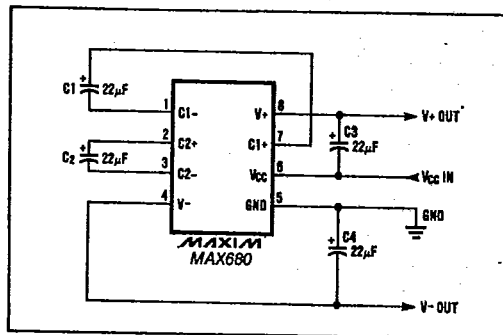 C1
+
22µF
1
C1-
V+
8
V+ OUT
2
C2+
C1+
7
+
C3
22µF
C2
+
22µF
3
C2-
VCC
6
VCC IN
4
V-
GND
5
GND
+
C4
22µF
MAXIM
MAX680
V- OUT